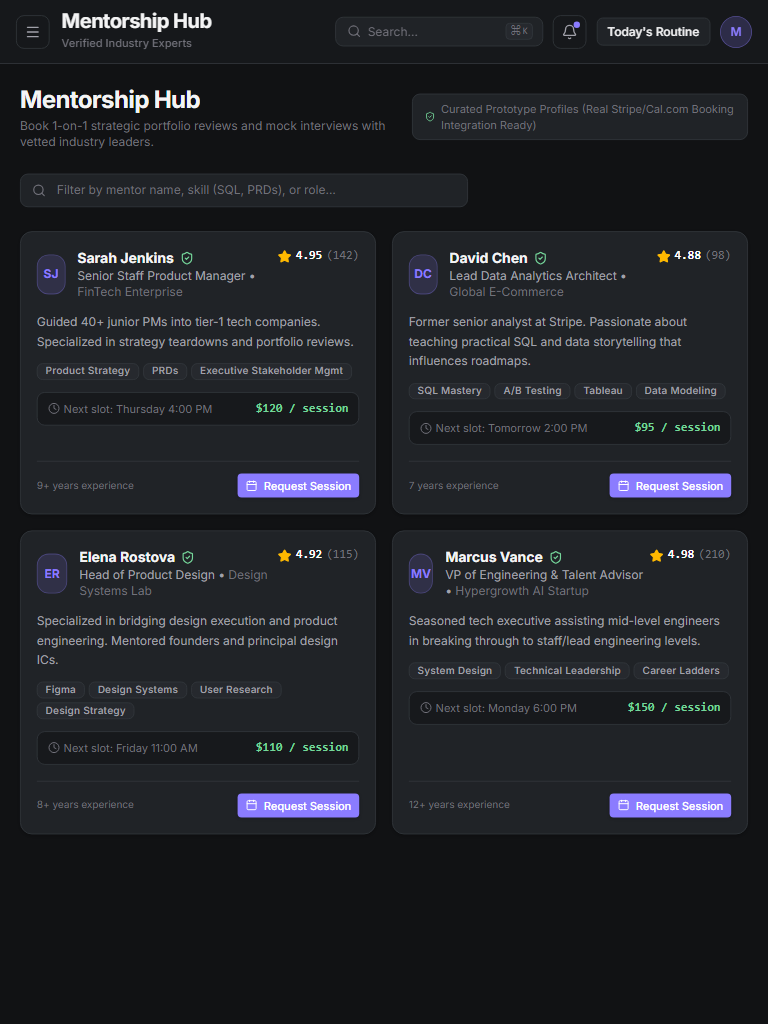 Mentorship Hub
Verified Industry Experts
Search...
⌘K
Today's Routine
M
Mentorship Hub
Book 1-on-1 strategic portfolio reviews and mock interviews with
vetted industry leaders.
Curated Prototype Profiles (Real Stripe/Cal.com Booking
Integration Ready)
Filter by mentor name, skill (SQL, PRDs), or role...
SJ
Sarah Jenkins
4.95 (142)
Senior Staff Product Manager •
FinTech Enterprise
Guided 40+ junior PMs into tier-1 tech companies.
Specialized in strategy teardowns and portfolio reviews.
Product Strategy PRDs Executive Stakeholder Mgmt
Next slot: Thursday 4:00 PM $120 / session
9+ years experience Request Session
DC
David Chen
4.88 (98)
Lead Data Analytics Architect •
Global E-Commerce
Former senior analyst at Stripe. Passionate about
teaching practical SQL and data storytelling that
influences roadmaps.
SQL Mastery A/B Testing Tableau Data Modeling
Next slot: Tomorrow 2:00 PM $95 / session
7 years experience Request Session
ER
Elena Rostova
4.92 (115)
Head of Product Design • Design
Systems Lab
Specialized in bridging design execution and product
engineering. Mentored founders and principal design
ICs.
Figma Design Systems User Research
Design Strategy
Next slot: Friday 11:00 AM $110 / session
8+ years experience Request Session
MV
Marcus Vance
4.98 (210)
VP of Engineering & Talent Advisor
• Hypergrowth AI Startup
Seasoned tech executive assisting mid-level engineers
in breaking through to staff/lead engineering levels.
System Design Technical Leadership Career Ladders
Next slot: Monday 6:00 PM $150 / session
12+ years experience Request Session